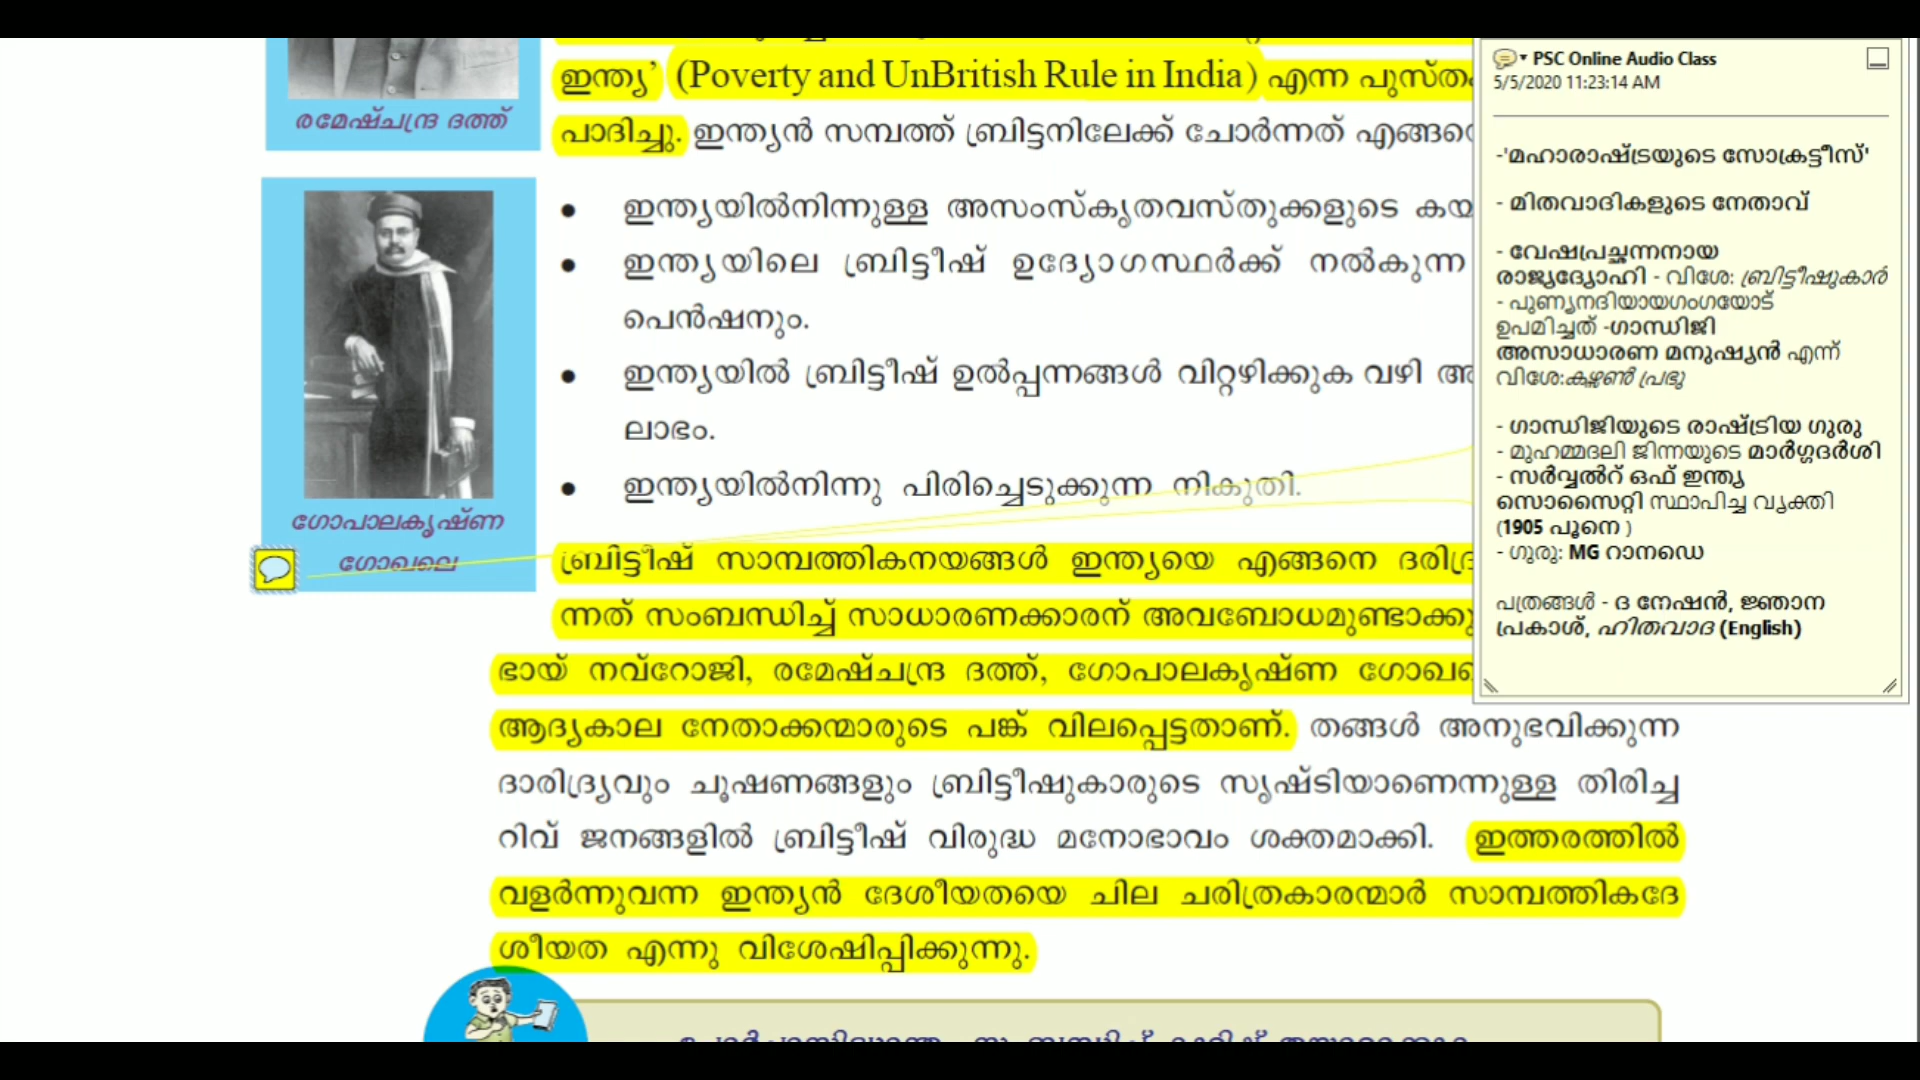 രമേഷ്ചന്ദ്ര ദത്ത്
ഗോപാലകൃഷ്ണ
ഗോഖലെ
ഇന്ത്യ’ (Poverty and UnBritish Rule in India) എന്ന
പാദിച്ചു. ഇന്ത്യൻ സമ്പത്ത് ബ്രിട്ടനിലേക്ക് ചോർന്നത്
• ഇന്ത്യയിൽനിന്നുള്ള അസംസ്കൃതവസ്തുക്കളുടെ
• ഇന്ത്യയിലെ ബ്രിട്ടീഷ് ഉദ്യോഗസ്ഥർക്ക് നൽകുന്ന
പെൻഷനും.
• ഇന്ത്യയിൽ ബ്രിട്ടീഷ് ഉൽപ്പന്നങ്ങൾ വിറ്റഴിക്കുക വഴി
ലാഭം.
• ഇന്ത്യയിൽനിന്നു പിരിച്ചെടുക്കുന്ന നികുതി.
ബ്രിട്ടീഷ് സാമ്പത്തികനയങ്ങൾ ഇന്ത്യയെ എങ്ങനെ
ന്നത് സംബന്ധിച്ച് സാധാരണക്കാരന് അവബോധമുണ്ടാക്കു
ഭായ് നവ്റോജി, രമേഷ്ചന്ദ്ര ദത്ത്, ഗോപാലകൃഷ്ണ
ആദ്യകാല നേതാക്കന്മാരുടെ പങ്ക് വിലപ്പെട്ടതാണ്. തങ്ങൾ അനുഭവിക്കുന്ന
ദാരിദ്ര്യവും ചൂഷണങ്ങളും ബ്രിട്ടീഷുകാരുടെ സൃഷ്ടിയാണെന്നുള്ള തിരിച്ച
റിവ് ജനങ്ങളിൽ ബ്രിട്ടീഷ് വിരുദ്ധ മനോഭാവം ശക്തമാക്കി. ഇത്തരത്തിൽ
വളർന്നുവന്ന ഇന്ത്യൻ ദേശീയതയെ ചില ചരിത്രകാരന്മാർ സാമ്പത്തികദേ
ശീയത എന്നു വിശേഷിപ്പിക്കുന്നു.
PSC Online Audio Class
5/5/2020 11:23:14 AM
-'മഹാരാഷ്ട്രയുടെ സോക്രട്ടീസ്'
- മിതവാദികളുടെ നേതാവ്
- വേഷപ്രച്ഛന്നനായ
രാജ്യദ്രോഹി - വിശേ: ബ്രിട്ടീഷുകാർ
- പുണ്യനദിയായഗംഗയോട്
ഉപമിച്ചത് -ഗാന്ധിജി
അസാധാരണ മനുഷ്യൻ എന്ന്
വിശേ:കഴ്സൺ പ്രഭു
- ഗാന്ധിജിയുടെ രാഷ്ട്രിയ ഗുരു
- മുഹമ്മദലി ജിന്നയുടെ മാർഗ്ഗദർശി
- സർവ്വൽറ് ഒഫ് ഇന്ത്യ
സൊസൈറ്റി സ്ഥാപിച്ച വ്യക്തി
(1905 പൂനെ )
- ഗുരു: MG റാനഡെ
പത്രങ്ങൾ - ദ നേഷൻ, ജ്ഞാന
പ്രകാശ്, ഹിതവാദ (English)